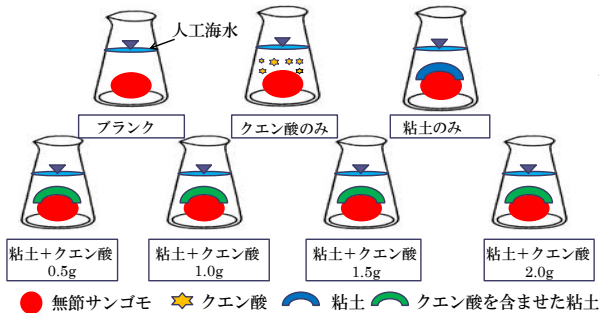 人工海水
ブランク
クエン酸のみ
粘土のみ
粘土＋クエン酸
0.5g
粘土＋クエン酸
1.0g
粘土＋クエン酸
1.5g
粘土＋クエン酸
2.0g
無節サンゴモ
クエン酸
粘土
クエン酸を含ませた粘土